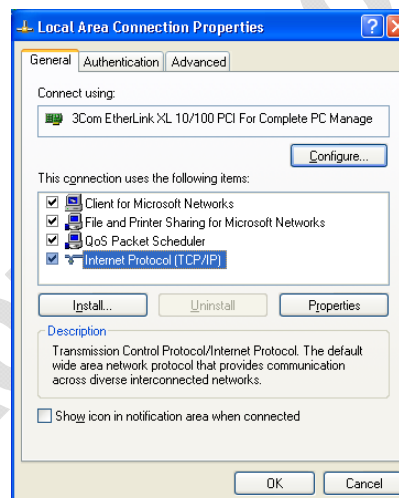 Local Area Connection Properties
General Authentication Advanced
Connect using:
3Com EtherLink XL 10/100 PCI For Complete PC Manage
Configure...
This connection uses the following items:
Client for Microsoft Networks
File and Printer Sharing for Microsoft Networks
QoS Packet Scheduler
Internet Protocol (TCP/IP)
Install... Uninstall Properties
Description
Transmission Control Protocol/Internet Protocol. The default
wide area network protocol that provides communication
across diverse interconnected networks.
Show icon in notification area when connected
OK Cancel